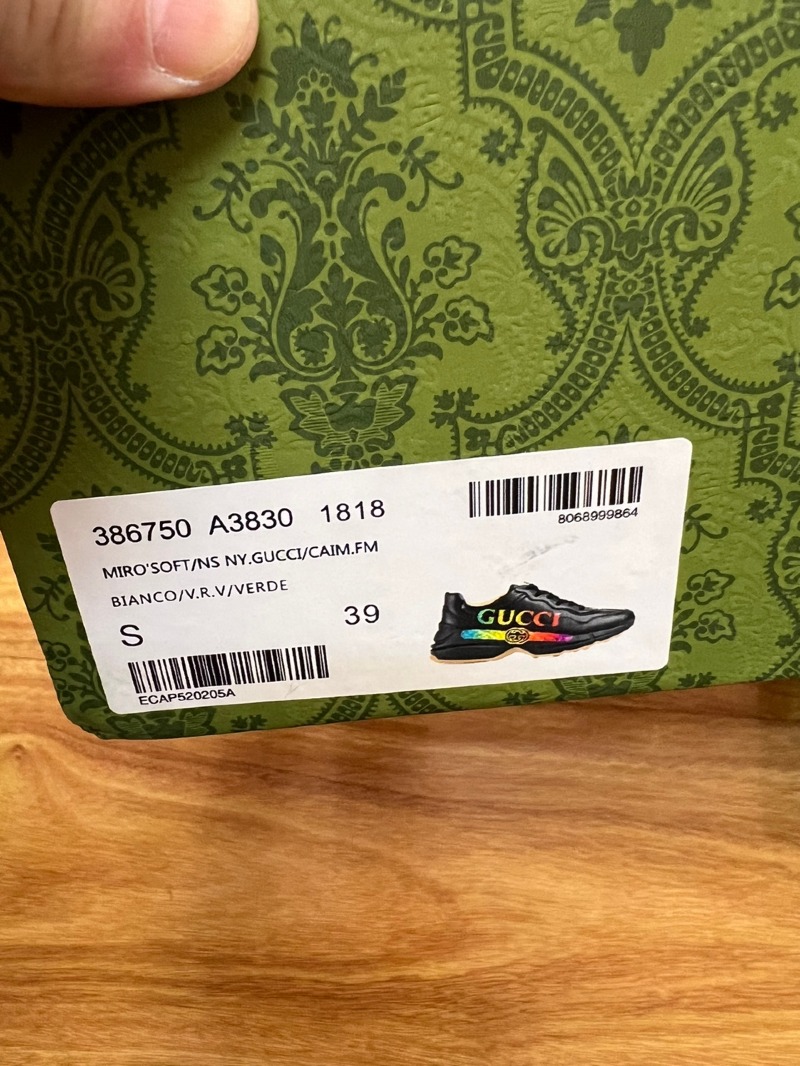 386750 A3830 1818
8068999864
MIRO'SOFT/NS NY.GUCCI/CAIM.FM
BIANCO/V.R.V/VERDE
S
39
GUCCI
ECAP520205A